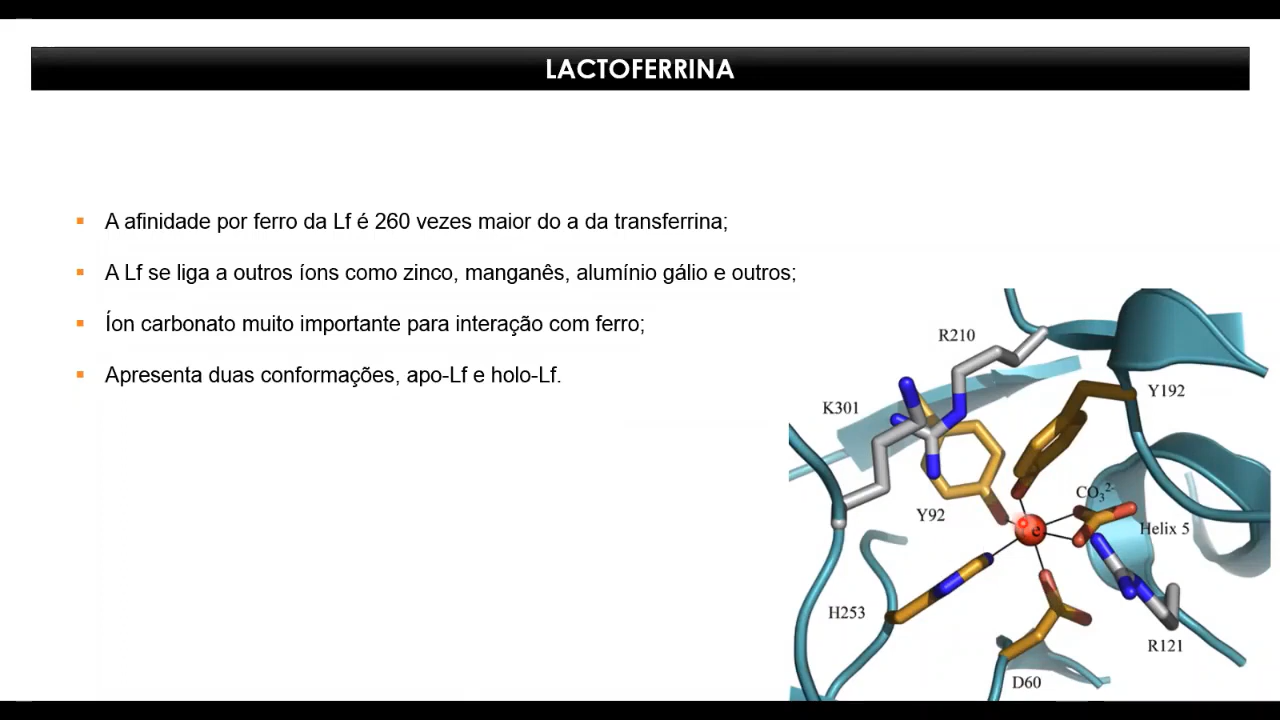 LACTOFERRINA
A afinidade por ferro da Lf é 260 vezes maior do a da transferrina;
A Lf se liga a outros íons como zinco, manganês, alumínio gálio e outros;
Íon carbonato muito importante para interação com ferro;
Apresenta duas conformações, apo-Lf e holo-Lf.
R210
K301
Y192
CO₃²⁻
Y92
Helix 5
H253
R121
D60